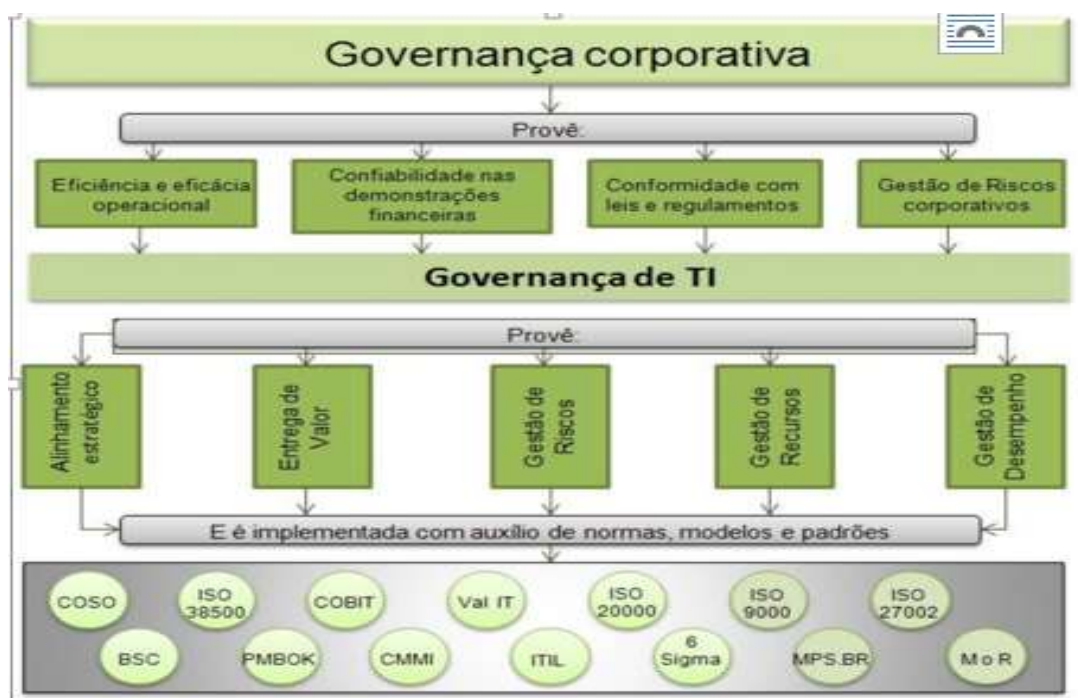 Governança corporativa
Provê:
Eficiência e eficácia
operacional
Confiabilidade nas
demonstrações
financeiras
Conformidade com
leis e regulamentos
Gestão de Riscos
corporativos
Governança de TI
Provê:
Alinhamento
estratégico
Entrega de
Valor
Gestão de
Riscos
Gestão de
Recursos
Gestão de
Desempenho
E é implementada com auxílio de normas, modelos e padrões
COSO
ISO
38500
COBIT
Val IT
ISO
20000
ISO
9000
ISO
27002
BSC
PMBOK
CMMI
ITIL
6
Sigma
MPS.BR
M o R